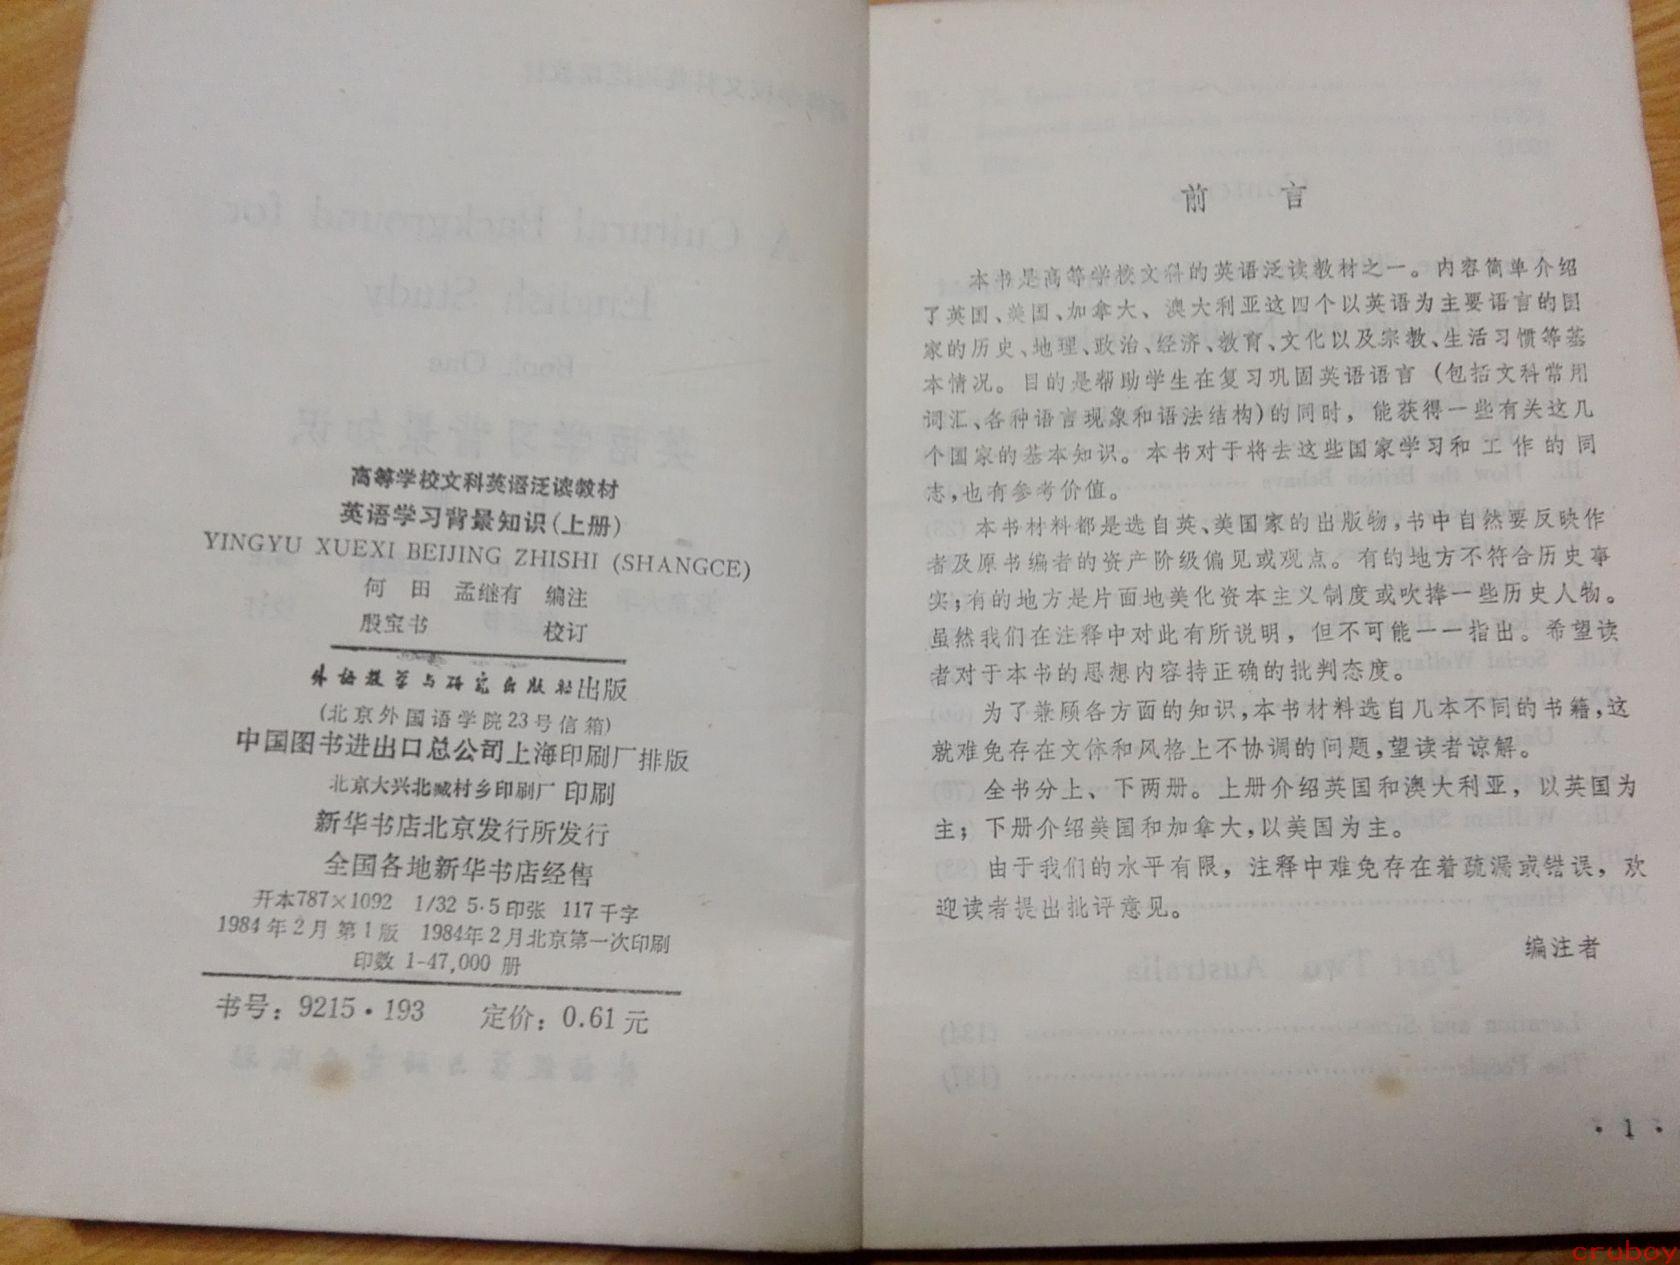 高等学校文科英语泛读教材
英语学习背景知识(上册)
YINGYU XUEXI BEIJING ZHISHI (SHANGCE)
何 田 孟继有 编注
殷宝书 校订
外语教学与研究出版社出版
(北京外国语学院23号信箱)
中国图书进出口总公司上海印刷厂排版
北京大兴北臧村乡印刷厂 印刷
新华书店北京发行所发行
全国各地新华书店经售
开本787×1092 1/32 5·5印张 117千字
1984年2月第1版 1984年2月北京第一次印刷
印数 1-47,000 册
书号：9215·193 定价：0.61元
前 言
本书是高等学校文科的英语泛读教材之一。内容简单介绍
了英国、美国、加拿大、澳大利亚这四个以英语为主要语言的国
家的历史、地理、政治、经济、教育、文化以及宗教、生活习惯等基
本情况。目的是帮助学生在复习巩固英语语言（包括文科常用
词汇、各种语言现象和语法结构)的同时，能获得一些有关这几
个国家的基本知识。本书对于将去这些国家学习和工作的同
志，也有参考价值。
本书材料都是选自英、美国家的出版物，书中自然要反映作
者及原书编者的资产阶级偏见或观点。有的地方不符合历史事
实；有的地方是片面地美化资本主义制度或吹捧一些历史人物。
虽然我们在注释中对此有所说明，但不可能一一指出。希望读
者对于本书的思想内容持正确的批判态度。
为了兼顾各方面的知识，本书材料选自几本不同的书籍，这
就难免存在文体和风格上不协调的问题，望读者谅解。
全书分上、下两册。上册介绍英国和澳大利亚，以英国为
主；下册介绍美国和加拿大，以美国为主。
由于我们的水平有限，注释中难免存在着疏漏或错误，欢
迎读者提出批评意见。
编注者
·1·
cruboy